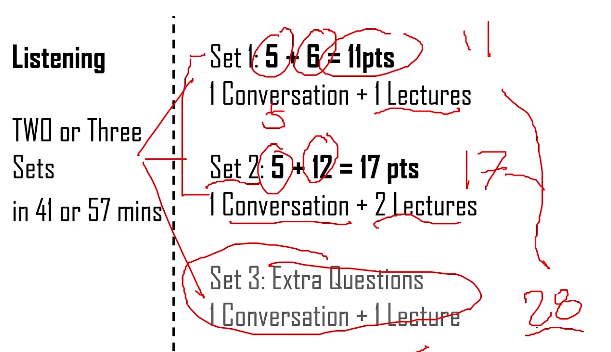 Listening
TWO or Three
Sets
in 41 or 57 mins
Set 1: 5 + 6 = 11pts
1 Conversation + 1 Lectures
5
Set 2: 5 + 12 = 17 pts
1 Conversation + 2 Lectures
Set 3: Extra Questions
1 Conversation + 1 Lecture
11
17
28